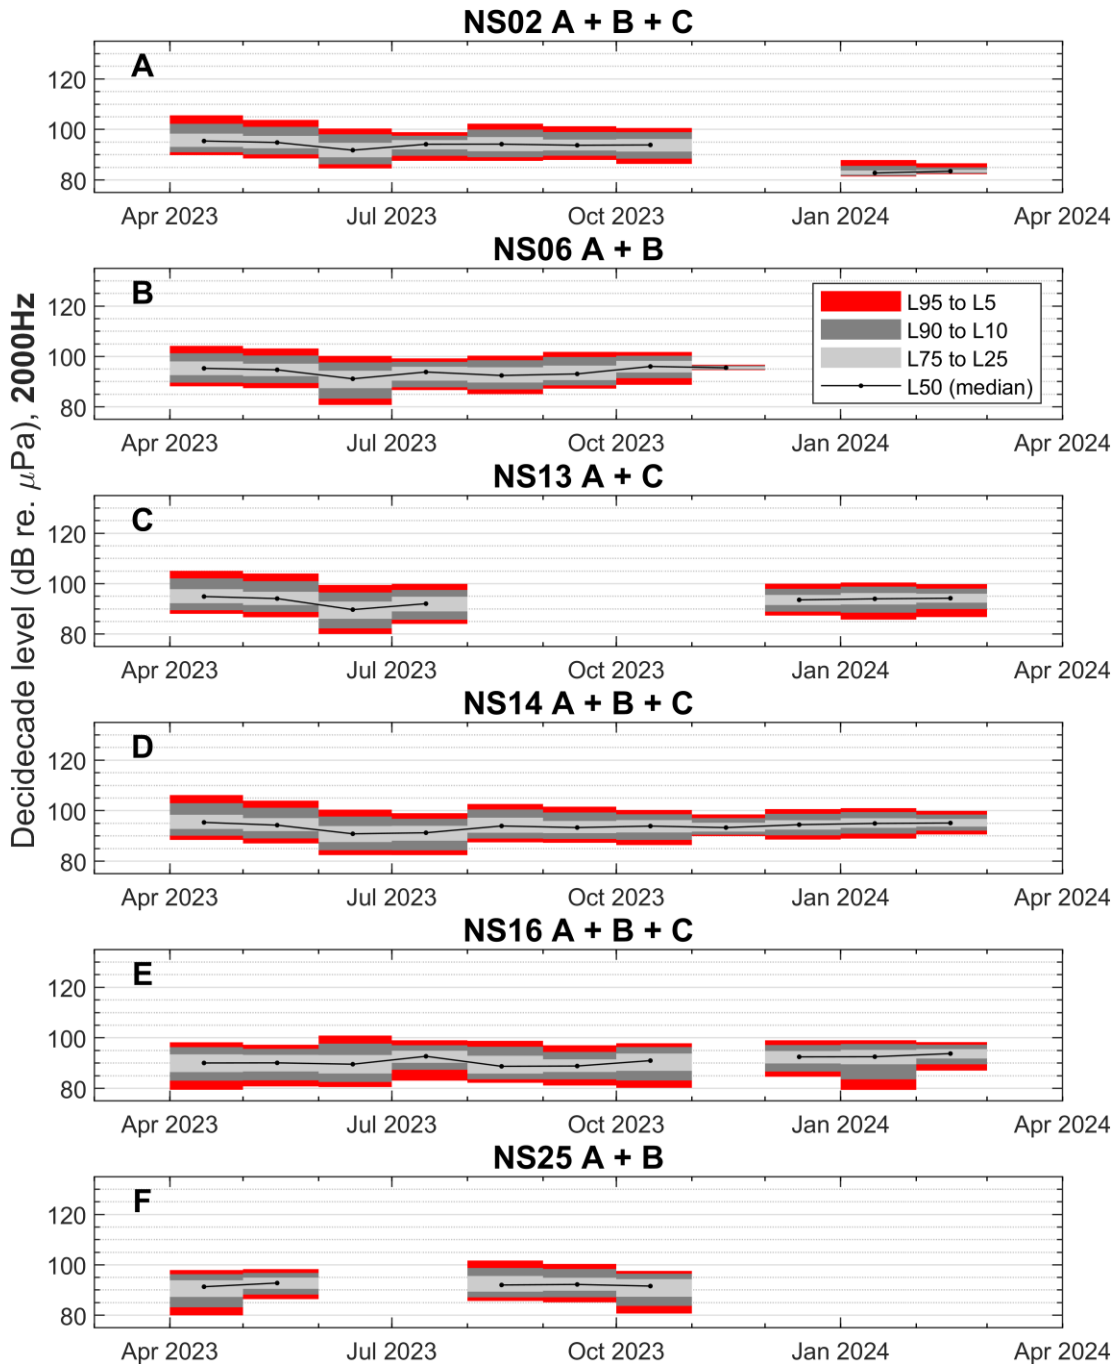 Decidecade level (dB re. μPa), 2000Hz
NS02 A + B + C
A
120
100
80
Apr 2023 Jul 2023 Oct 2023 Jan 2024 Apr 2024
NS06 A + B
B
120
100
80
L95 to L5
L90 to L10
L75 to L25
L50 (median)
Apr 2023 Jul 2023 Oct 2023 Jan 2024 Apr 2024
NS13 A + C
C
120
100
80
Apr 2023 Jul 2023 Oct 2023 Jan 2024 Apr 2024
NS14 A + B + C
D
120
100
80
Apr 2023 Jul 2023 Oct 2023 Jan 2024 Apr 2024
NS16 A + B + C
E
120
100
80
Apr 2023 Jul 2023 Oct 2023 Jan 2024 Apr 2024
NS25 A + B
F
120
100
80
Apr 2023 Jul 2023 Oct 2023 Jan 2024 Apr 2024